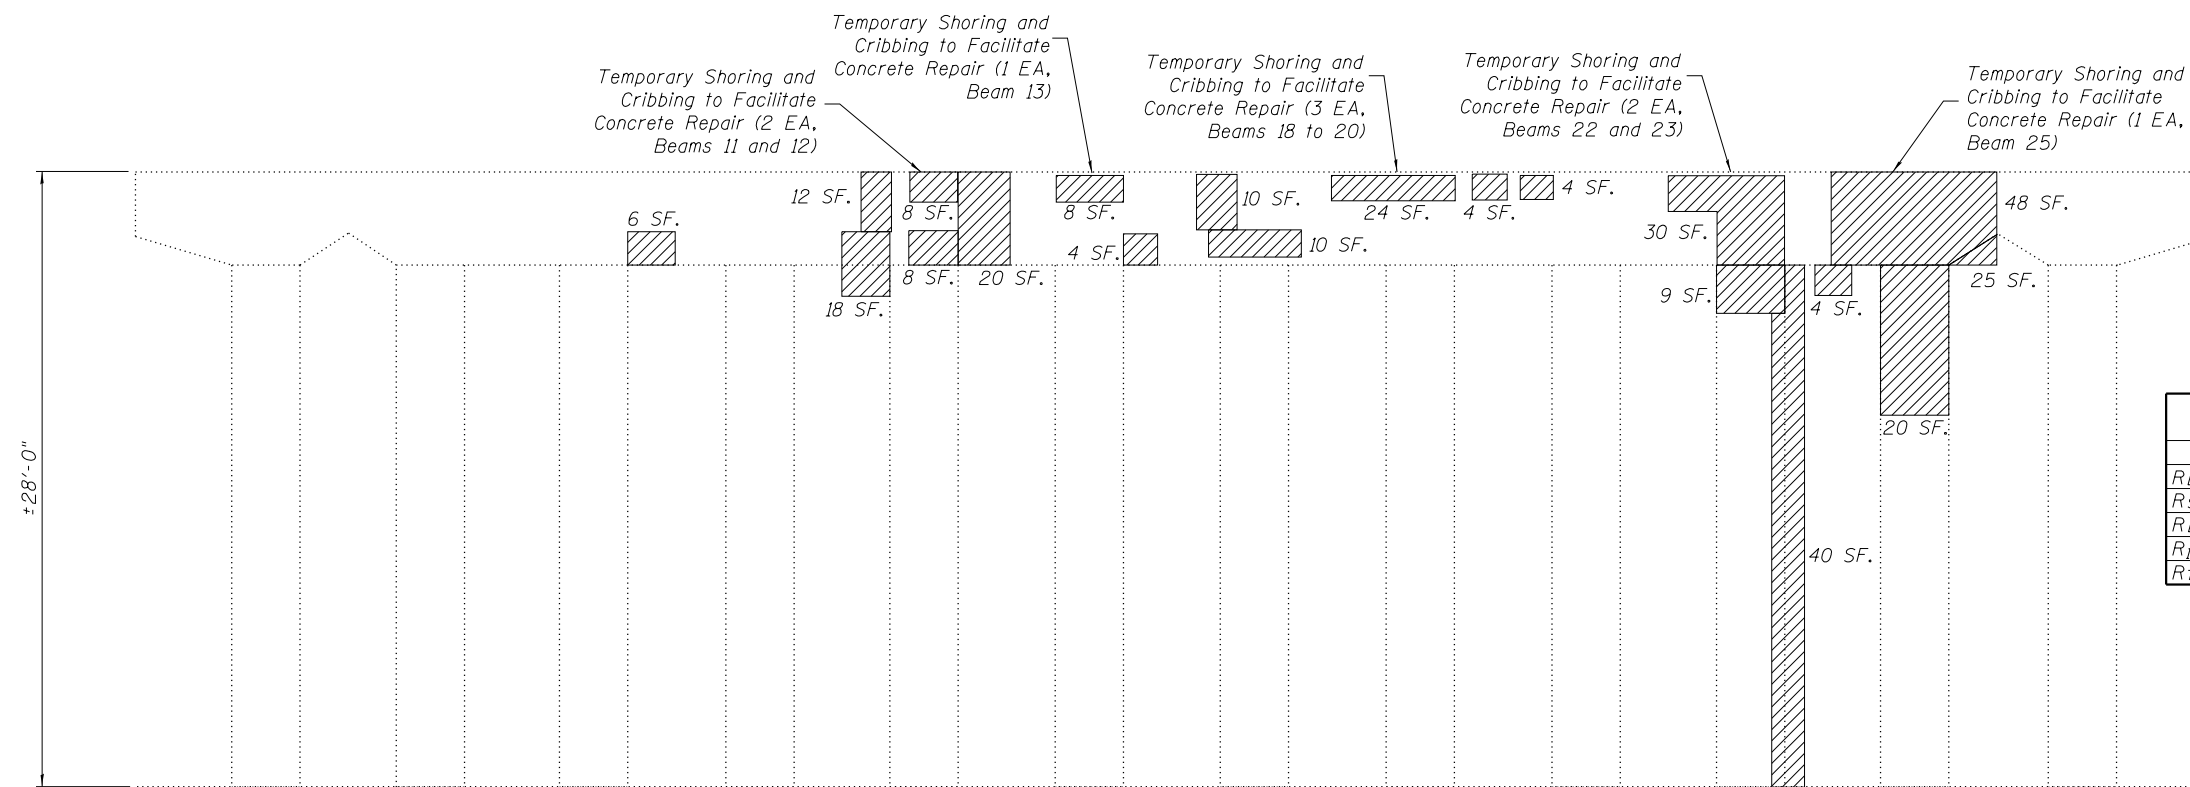 Temporary Shoring and
Cribbing to Facilitate
Concrete Repair (1 EA,
Beam 13)
Temporary Shoring and
Cribbing to Facilitate
Concrete Repair (2 EA,
Beams 11 and 12)
Temporary Shoring and
Cribbing to Facilitate
Concrete Repair (3 EA,
Beams 18 to 20)
Temporary Shoring and
Cribbing to Facilitate
Concrete Repair (2 EA,
Beams 22 and 23)
Temporary Shoring and
Cribbing to Facilitate
Concrete Repair (1 EA,
Beam 25)
6 SF.
12 SF.
18 SF.
8 SF.
8 SF.
20 SF.
8 SF.
4 SF.
10 SF.
10 SF.
24 SF.
4 SF.
4 SF.
30 SF.
9 SF.
40 SF.
4 SF.
48 SF.
25 SF.
20 SF.
±28'-0"